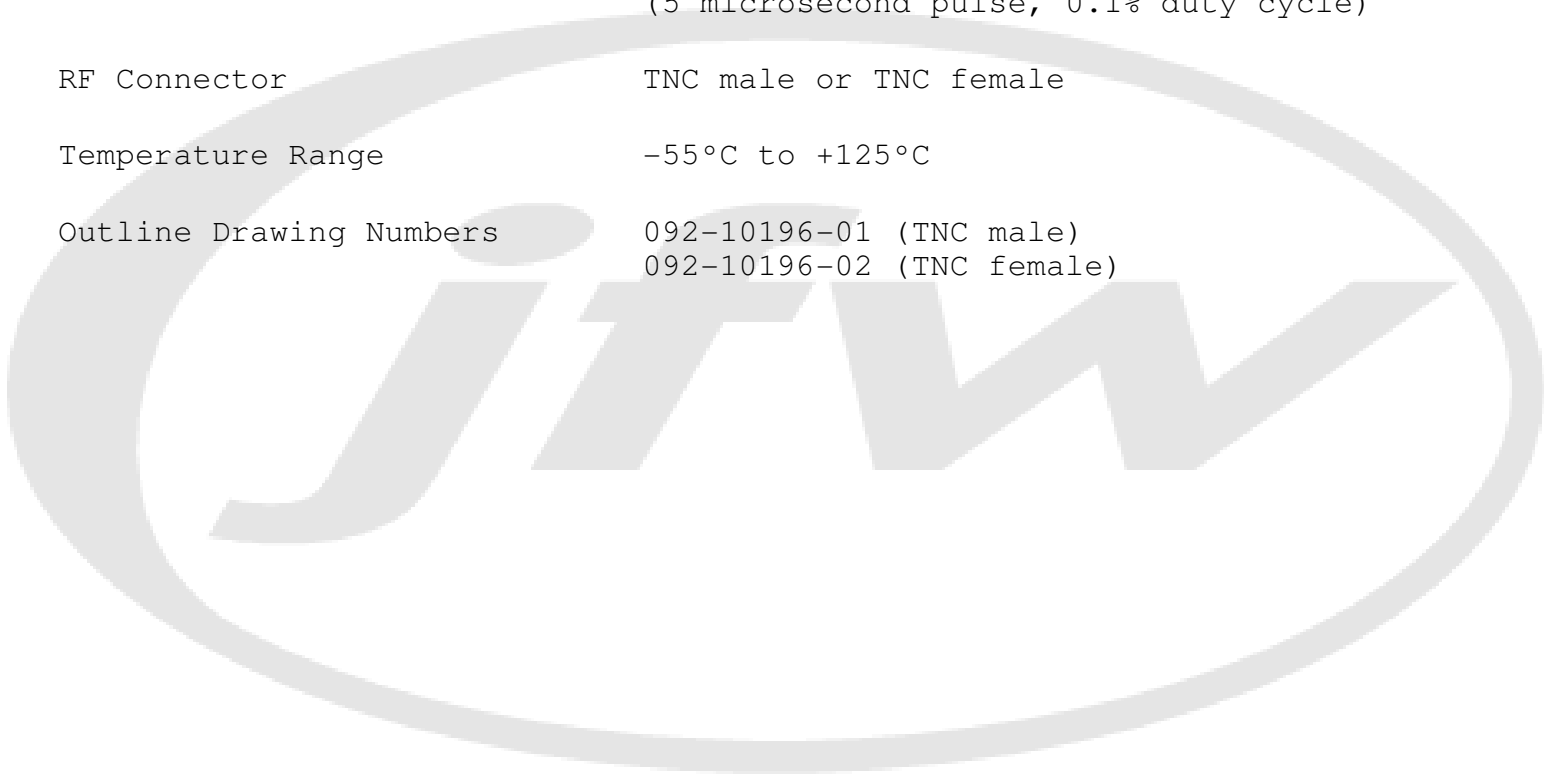 (5 microsecond pulse, 0.1% duty cycle)
RF Connector TNC male or TNC female
Temperature Range -55°C to +125°C
Outline Drawing Numbers 092-10196-01 (TNC male)
092-10196-02 (TNC female)
jfw